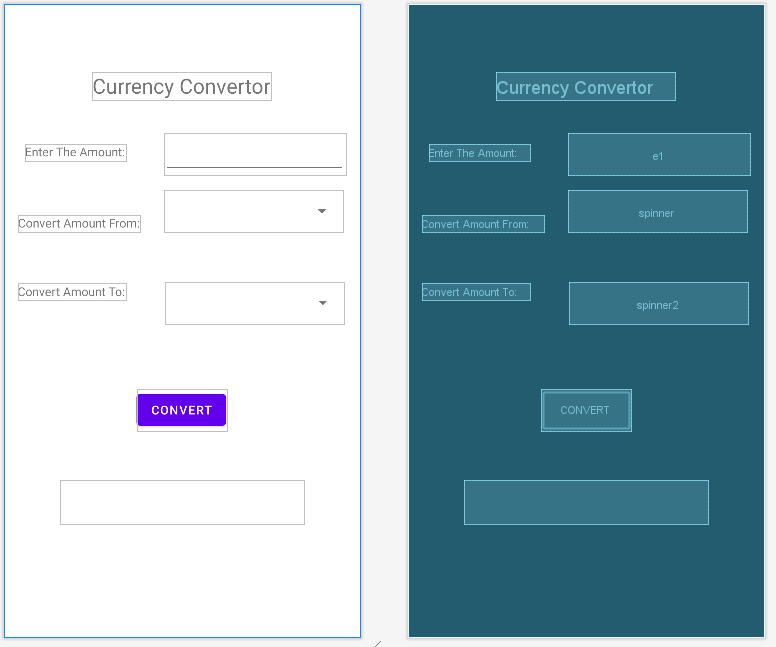 Currency Convertor
Enter The Amount:
Convert Amount From:
Convert Amount To:
CONVERT
Currency Convertor
Enter The Amount:
e1
Convert Amount From:
spinner
Convert Amount To:
spinner2
CONVERT